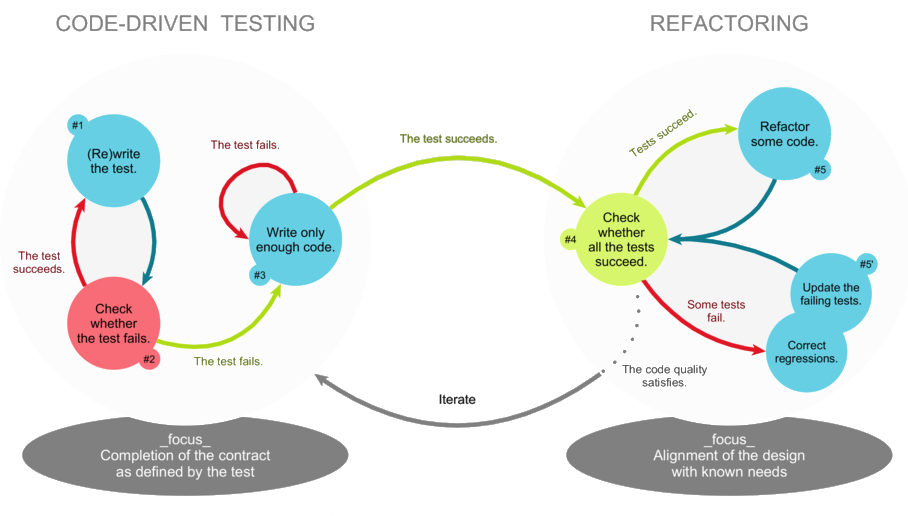 CODE-DRIVEN TESTING
REFACTORING
#1
(Re)write
the test.
The test
succeeds.
Check
whether
the test fails.
#2
The test fails.
The test fails.
Write only
enough code.
#3
The test succeeds.
Tests succeed.
Refactor
some code.
#5
Check
whether
all the tests
succeed.
#4
Some tests
fail.
#5'
Update the
failing tests.
Correct
regressions.
The code quality
satisfies.
Iterate
_focus_
Completion of the contract
as defined by the test
_focus_
Alignment of the design
with known needs